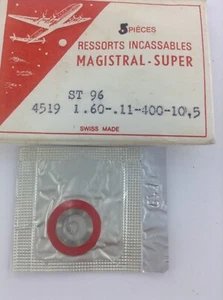 5 PIÈCES
RESSORTS INCASSABLES
MAGISTRAL-SUPER
ST 96
4519 1.60-.11-400-10,5
SWISS MADE